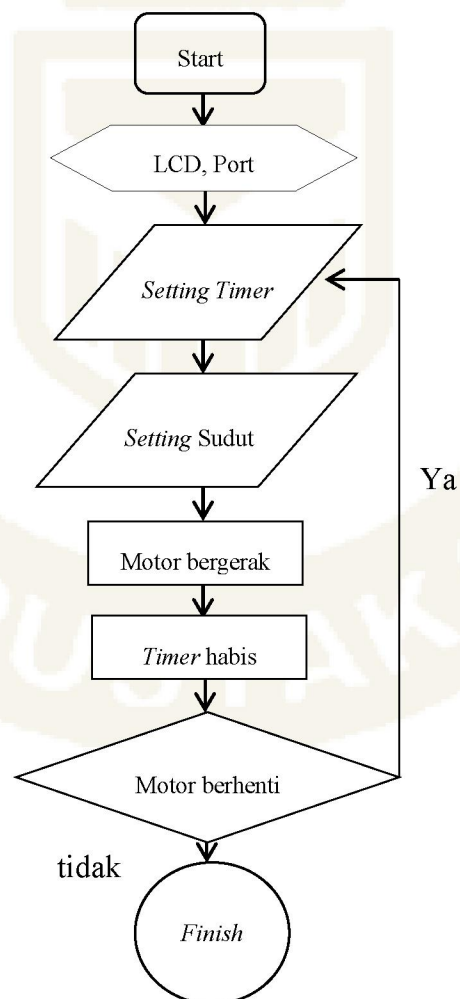 Start
LCD, Port
Setting Timer
Setting Sudut
Ya
Motor bergerak
Timer habis
Motor berhenti
tidak
Finish